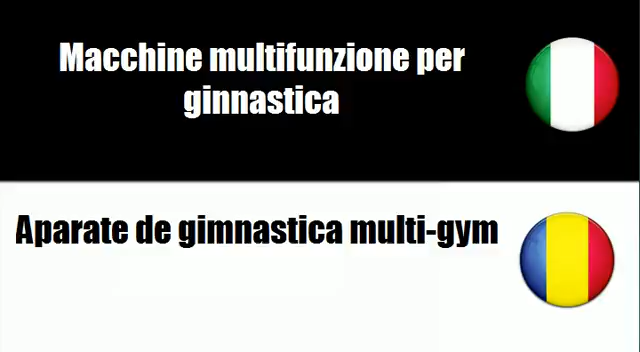 Macchine multifunzione per
ginnastica
Aparate de gimnastica multi-gym